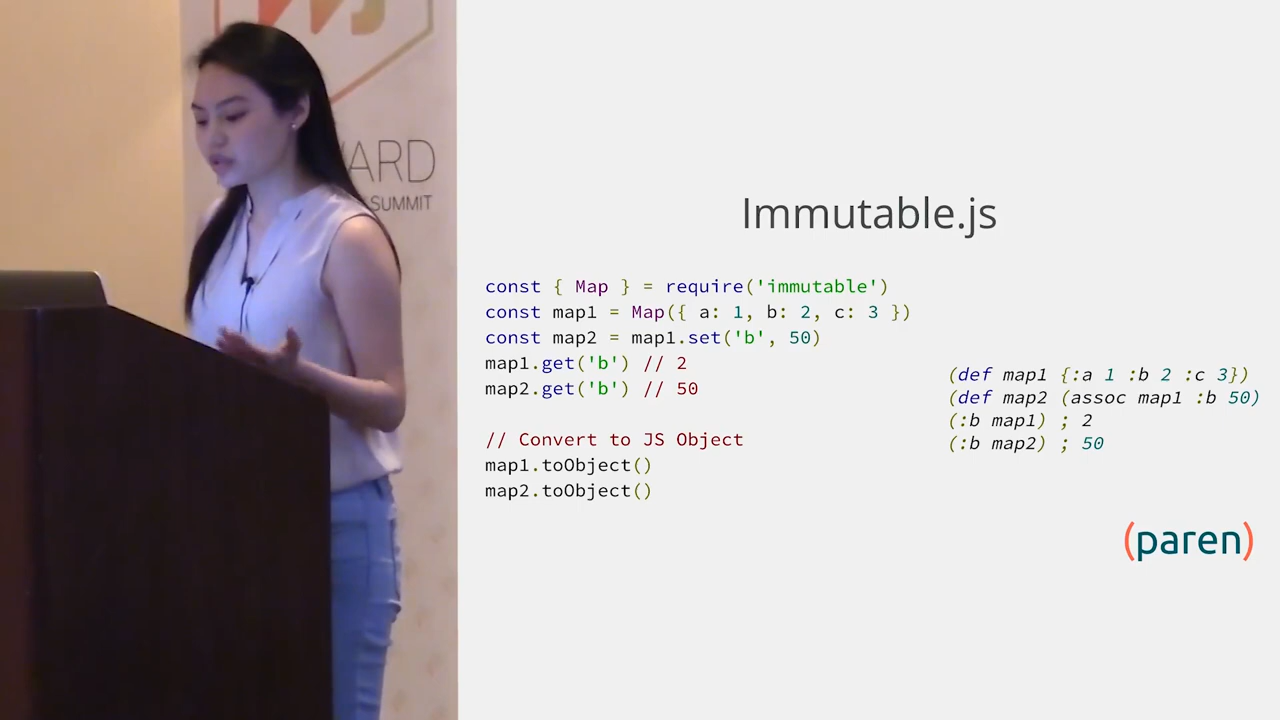 ARD
SUMMIT
Immutable.js
const { Map } = require('immutable')
const map1 = Map({ a: 1, b: 2, c: 3 })
const map2 = map1.set('b', 50)
map1.get('b') // 2
map2.get('b') // 50
// Convert to JS Object
map1.toObject()
map2.toObject()
(def map1 {:a 1 :b 2 :c 3})
(def map2 (assoc map1 :b 50)
(:b map1) ; 2
(:b map2) ; 50
(paren)